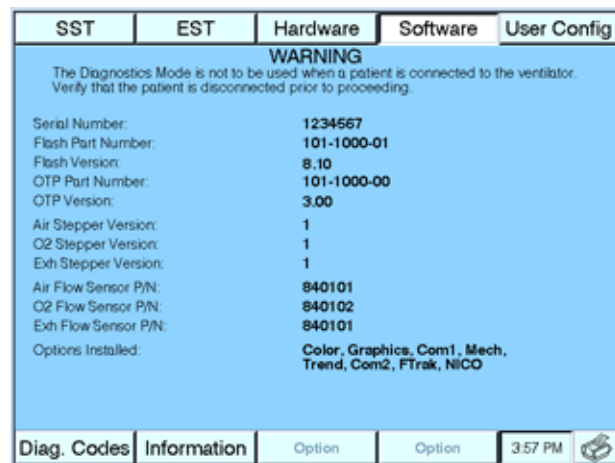 SST EST Hardware Software User Config
WARNING
The Diagnostics Mode is not to be used when a patient is connected to the ventilator.
Verify that the patient is disconnected prior to proceeding.
Serial Number: 1234567
Flash Part Number: 101-1000-01
Flash Version: 8.10
OTP Part Number: 101-1000-00
OTP Version: 3.00
Air Stepper Version: 1
O2 Stepper Version: 1
Exh Stepper Version: 1
Air Flow Sensor P/N: 840101
O2 Flow Sensor P/N: 840102
Exh Flow Sensor P/N: 840101
Options Installed: Color, Graphics, Com1, Mech,
Trend, Com2, FTrak, NICO
Diag. Codes Information Option Option 3:57 PM